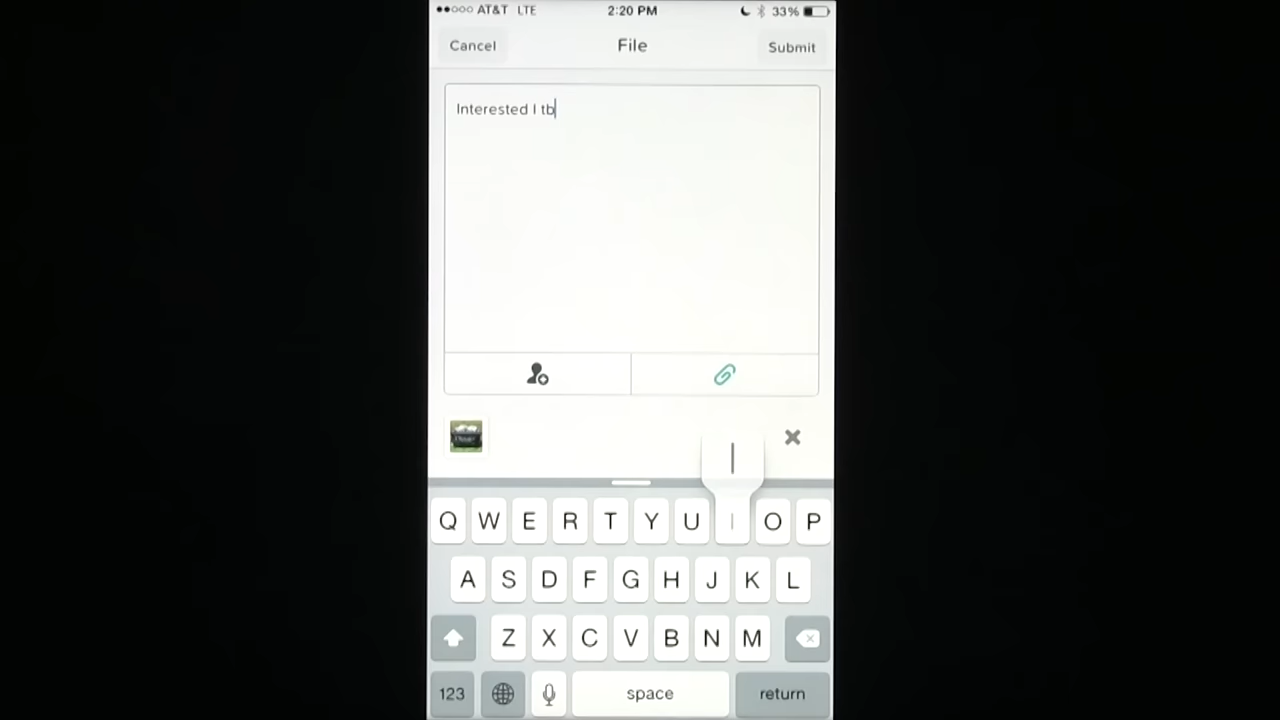 AT&T LTE 2:20 PM 33%
Cancel File Submit
Interested I tb
I
Q W E R T Y U I O P
A S D F G H J K L
Z X C V B N M
123 space return